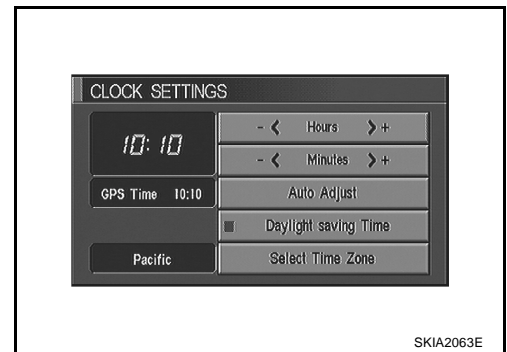 CLOCK SETTINGS
10:10
- < Hours > +
- < Minutes > +
GPS Time 10:10
Auto Adjust
Daylight saving Time
Pacific
Select Time Zone
SKIA2063E